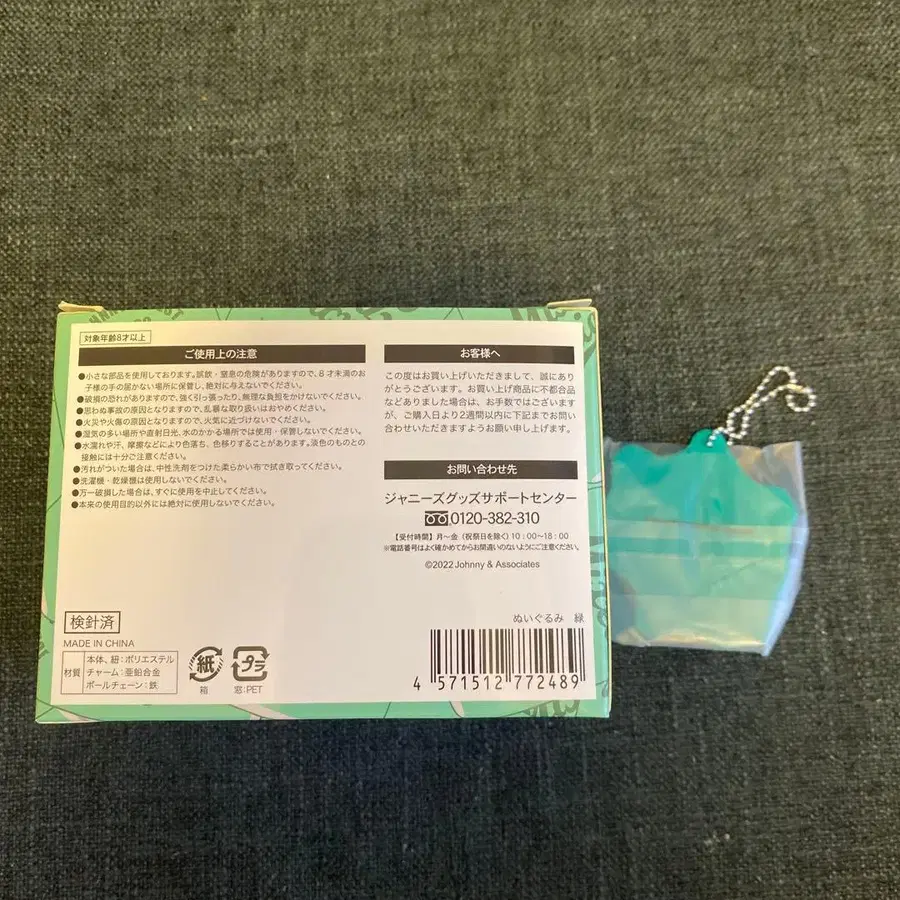 対象年齢8才以上
ご使用上の注意
●小さな部品を使用しております。誤飲・窒息の危険がありますので、8才未満のお
子様の手の届かない場所に保管し、絶対に与えないでください。
●破損の恐れがありますので、強く引っ張ったり、無理な負担をかけないでください。
●思わぬ事故の原因となりますので、乱暴な取り扱いはおやめください。
●火災や火傷の原因となりますので、火気に近づけないでください。
●湿気の多い場所や直射日光、水のかかる場所では使用・保管しないでください。
●水濡れや汗、摩擦などにより色落ち、色移りすることがあります。淡色のものとの
接触には十分ご注意ください。
●汚れがついた場合は、中性洗剤をつけた柔らかい布で拭き取ってください。
●洗濯機・乾燥機は使用しないでください。
●万一破損した場合は、すぐに使用を中止してください。
●本来の使用目的以外には絶対に使用しないでください。
検針済
MADE IN CHINA
材質
本体、紐:ポリエステル
チャーム:亜鉛合金
ボールチェーン:鉄
紙
箱
プラ
窓:PET
お客様へ
この度はお買い上げいただきまして、誠にあり
がとうございます。お買い上げ商品に不都合品
などありました場合は、お手数ではございます
が、ご購入日より2週間以内に下記までお問い
合わせいただきますようお願い申し上げます。
お問い合わせ先
ジャニーズグッズサポートセンター
0120-382-310
【受付時間】月〜金(祝祭日を除く)10:00〜18:00
※電話番号はよく確かめてからお間違いのないようにご注意ください。
©2022 Johnny & Associates
ぬいぐるみ 緑
4 571512 772489